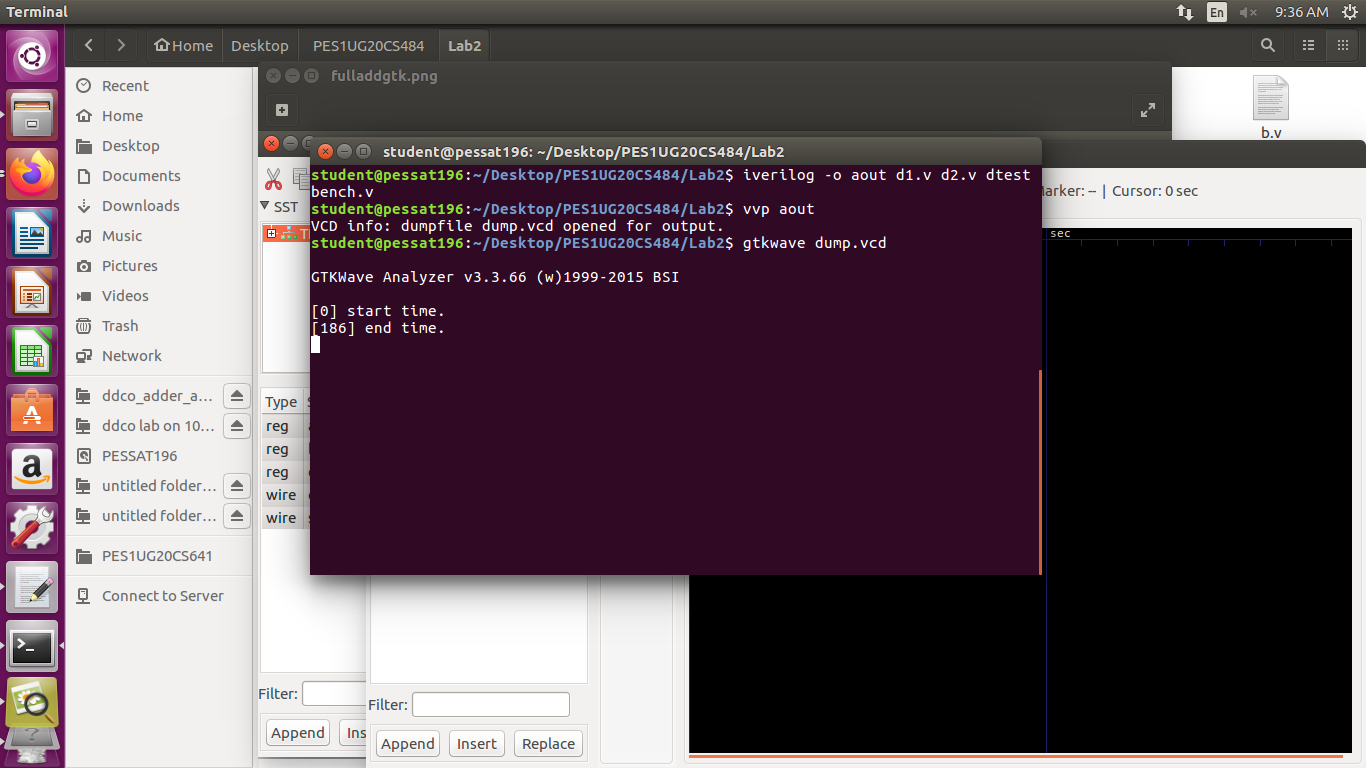 Terminal
En
9:36 AM
Home
Desktop
PES1UG20CS484
Lab2
Recent
Home
Desktop
Documents
Downloads
Music
Pictures
Videos
Trash
Network
ddco_adder_a...
ddco lab on 10...
PESSAT196
untitled folder...
untitled folder...
PES1UG20CS641
Connect to Server
fulladdgtk.png
b.v
student@pessat196: ~/Desktop/PES1UG20CS484/Lab2
student@pessat196:~/Desktop/PES1UG20CS484/Lab2$ iverilog -o aout d1.v d2.v dtest
bench.v
student@pessat196:~/Desktop/PES1UG20CS484/Lab2$ vvp aout
VCD info: dumpfile dump.vcd opened for output.
student@pessat196:~/Desktop/PES1UG20CS484/Lab2$ gtkwave dump.vcd
GTKWave Analyzer v3.3.66 (w)1999-2015 BSI
[0] start time.
[186] end time.
SST
Type
reg
reg
reg
wire
wire
Filter:
Append
Ins
Filter:
Append
Insert
Replace
arker: -- | Cursor: 0 sec
sec